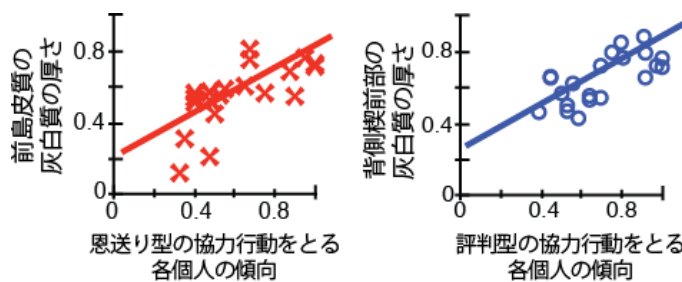 前島皮質の
灰白質の厚さ
0.8
0.4
0
0
0.4
0.8
恩送り型の協力行動をとる
各個人の傾向
背側楔前部の
灰白質の厚さ
0.8
0.4
0
0
0.4
0.8
評判型の協力行動をとる
各個人の傾向